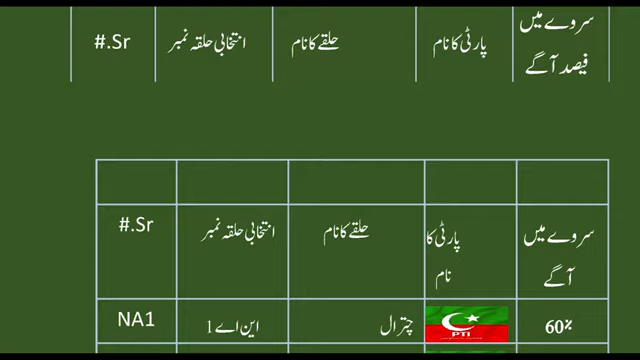 #.Sr انتخابی حلقہ نمبر حلقے کا نام پارٹی کا نام سروے میں
فیصد آگے
#.Sr انتخابی حلقہ نمبر حلقے کا نام پارٹی کا سروے میں
نام آگے
NA1 این اے 1 چترال PTI 60%